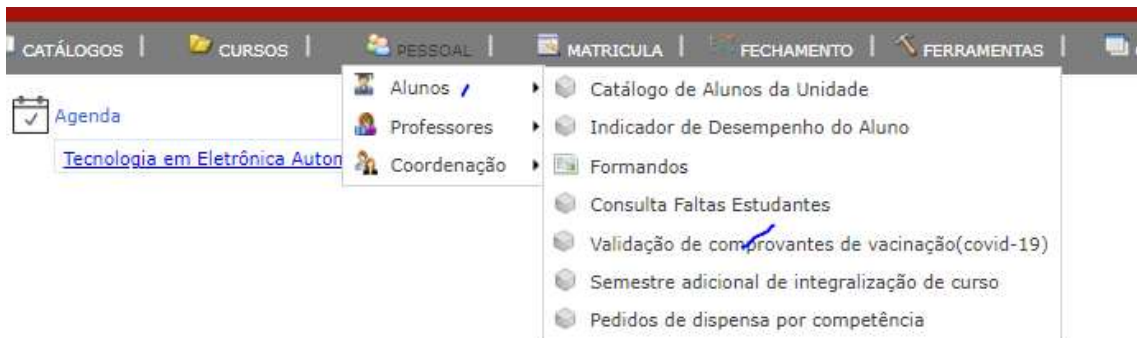 CATÁLOGOS | CURSOS | PESSOAL | MATRICULA | FECHAMENTO | FERRAMENTAS |
Alunos
Catálogo de Alunos da Unidade
Agenda
Professores
Indicador de Desempenho do Aluno
Tecnologia em Eletrônica Autom
Coordenação
Formandos
Consulta Faltas Estudantes
Validação de comprovantes de vacinação(covid-19)
Semestre adicional de integralização de curso
Pedidos de dispensa por competência